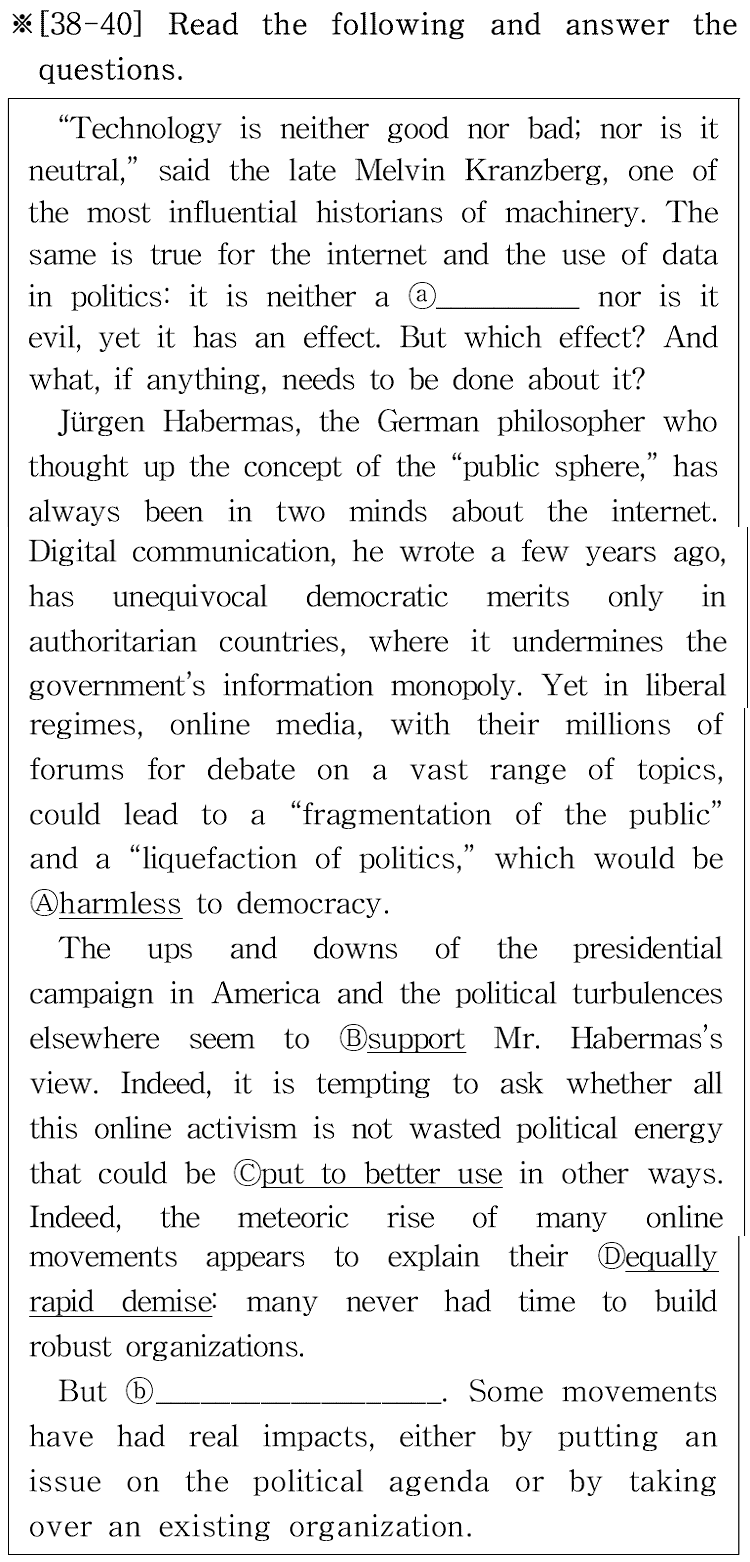 ※[38-40] Read the following and answer the
questions.
“Technology is neither good nor bad; nor is it
neutral,” said the late Melvin Kranzberg, one of
the most influential historians of machinery. The
same is true for the internet and the use of data
in politics: it is neither a ⓐ__________ nor is it
evil, yet it has an effect. But which effect? And
what, if anything, needs to be done about it?
Jürgen Habermas, the German philosopher who
thought up the concept of the “public sphere,” has
always been in two minds about the internet.
Digital communication, he wrote a few years ago,
has unequivocal democratic merits only in
authoritarian countries, where it undermines the
government’s information monopoly. Yet in liberal
regimes, online media, with their millions of
forums for debate on a vast range of topics,
could lead to a “fragmentation of the public”
and a “liquefaction of politics,” which would be
Ⓐharmless to democracy.
The ups and downs of the presidential
campaign in America and the political turbulences
elsewhere seem to Ⓑsupport Mr. Habermas’s
view. Indeed, it is tempting to ask whether all
this online activism is not wasted political energy
that could be Ⓒput to better use in other ways.
Indeed, the meteoric rise of many online
movements appears to explain their Ⓓequally
rapid demise: many never had time to build
robust organizations.
But ⓑ____________________. Some movements
have had real impacts, either by putting an
issue on the political agenda or by taking
over an existing organization.